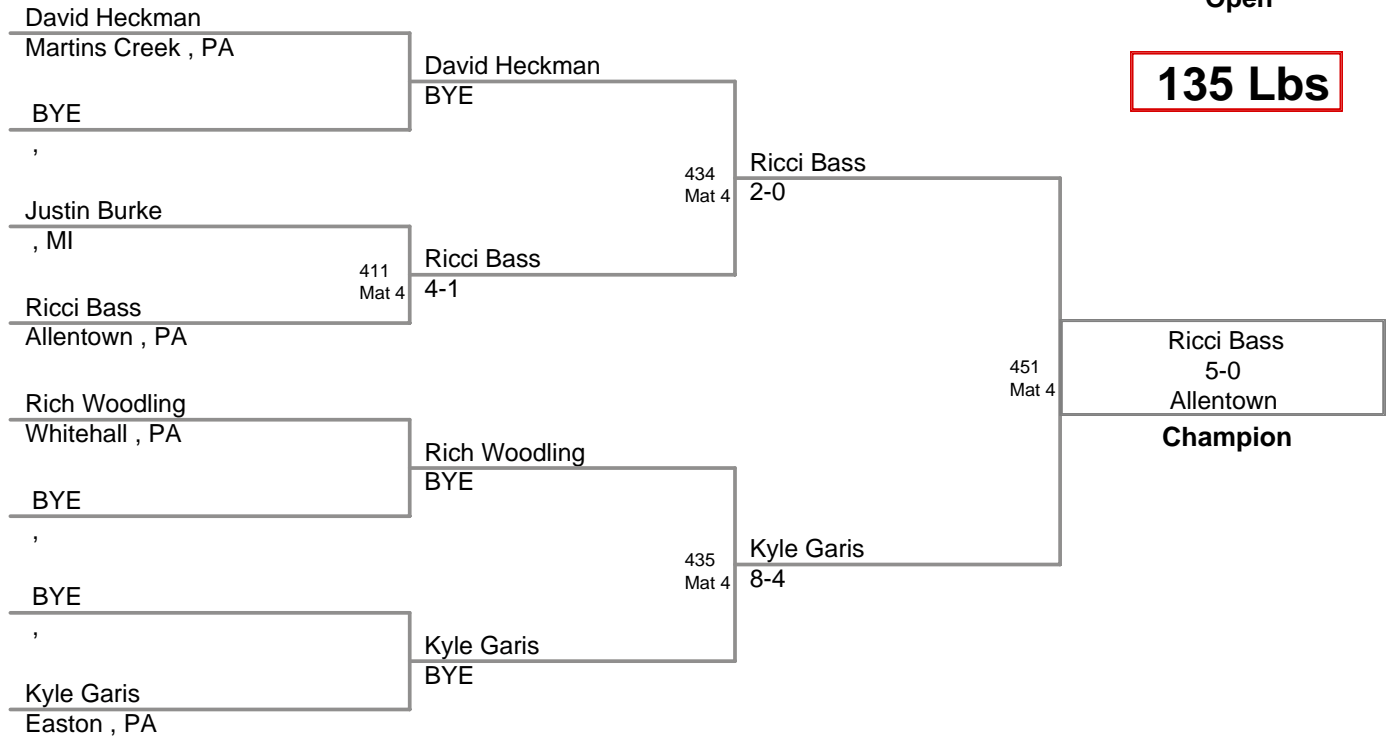 Open
135 Lbs
David Heckman
Martins Creek , PA
BYE
,
Justin Burke
, MI
Ricci Bass
Allentown , PA
Rich Woodling
Whitehall , PA
BYE
,
BYE
,
Kyle Garis
Easton , PA
David Heckman
BYE
411
Mat 4
Ricci Bass
4-1
Rich Woodling
BYE
Kyle Garis
BYE
434
Mat 4
Ricci Bass
2-0
435
Mat 4
Kyle Garis
8-4
451
Mat 4
Ricci Bass
5-0
Allentown
Champion